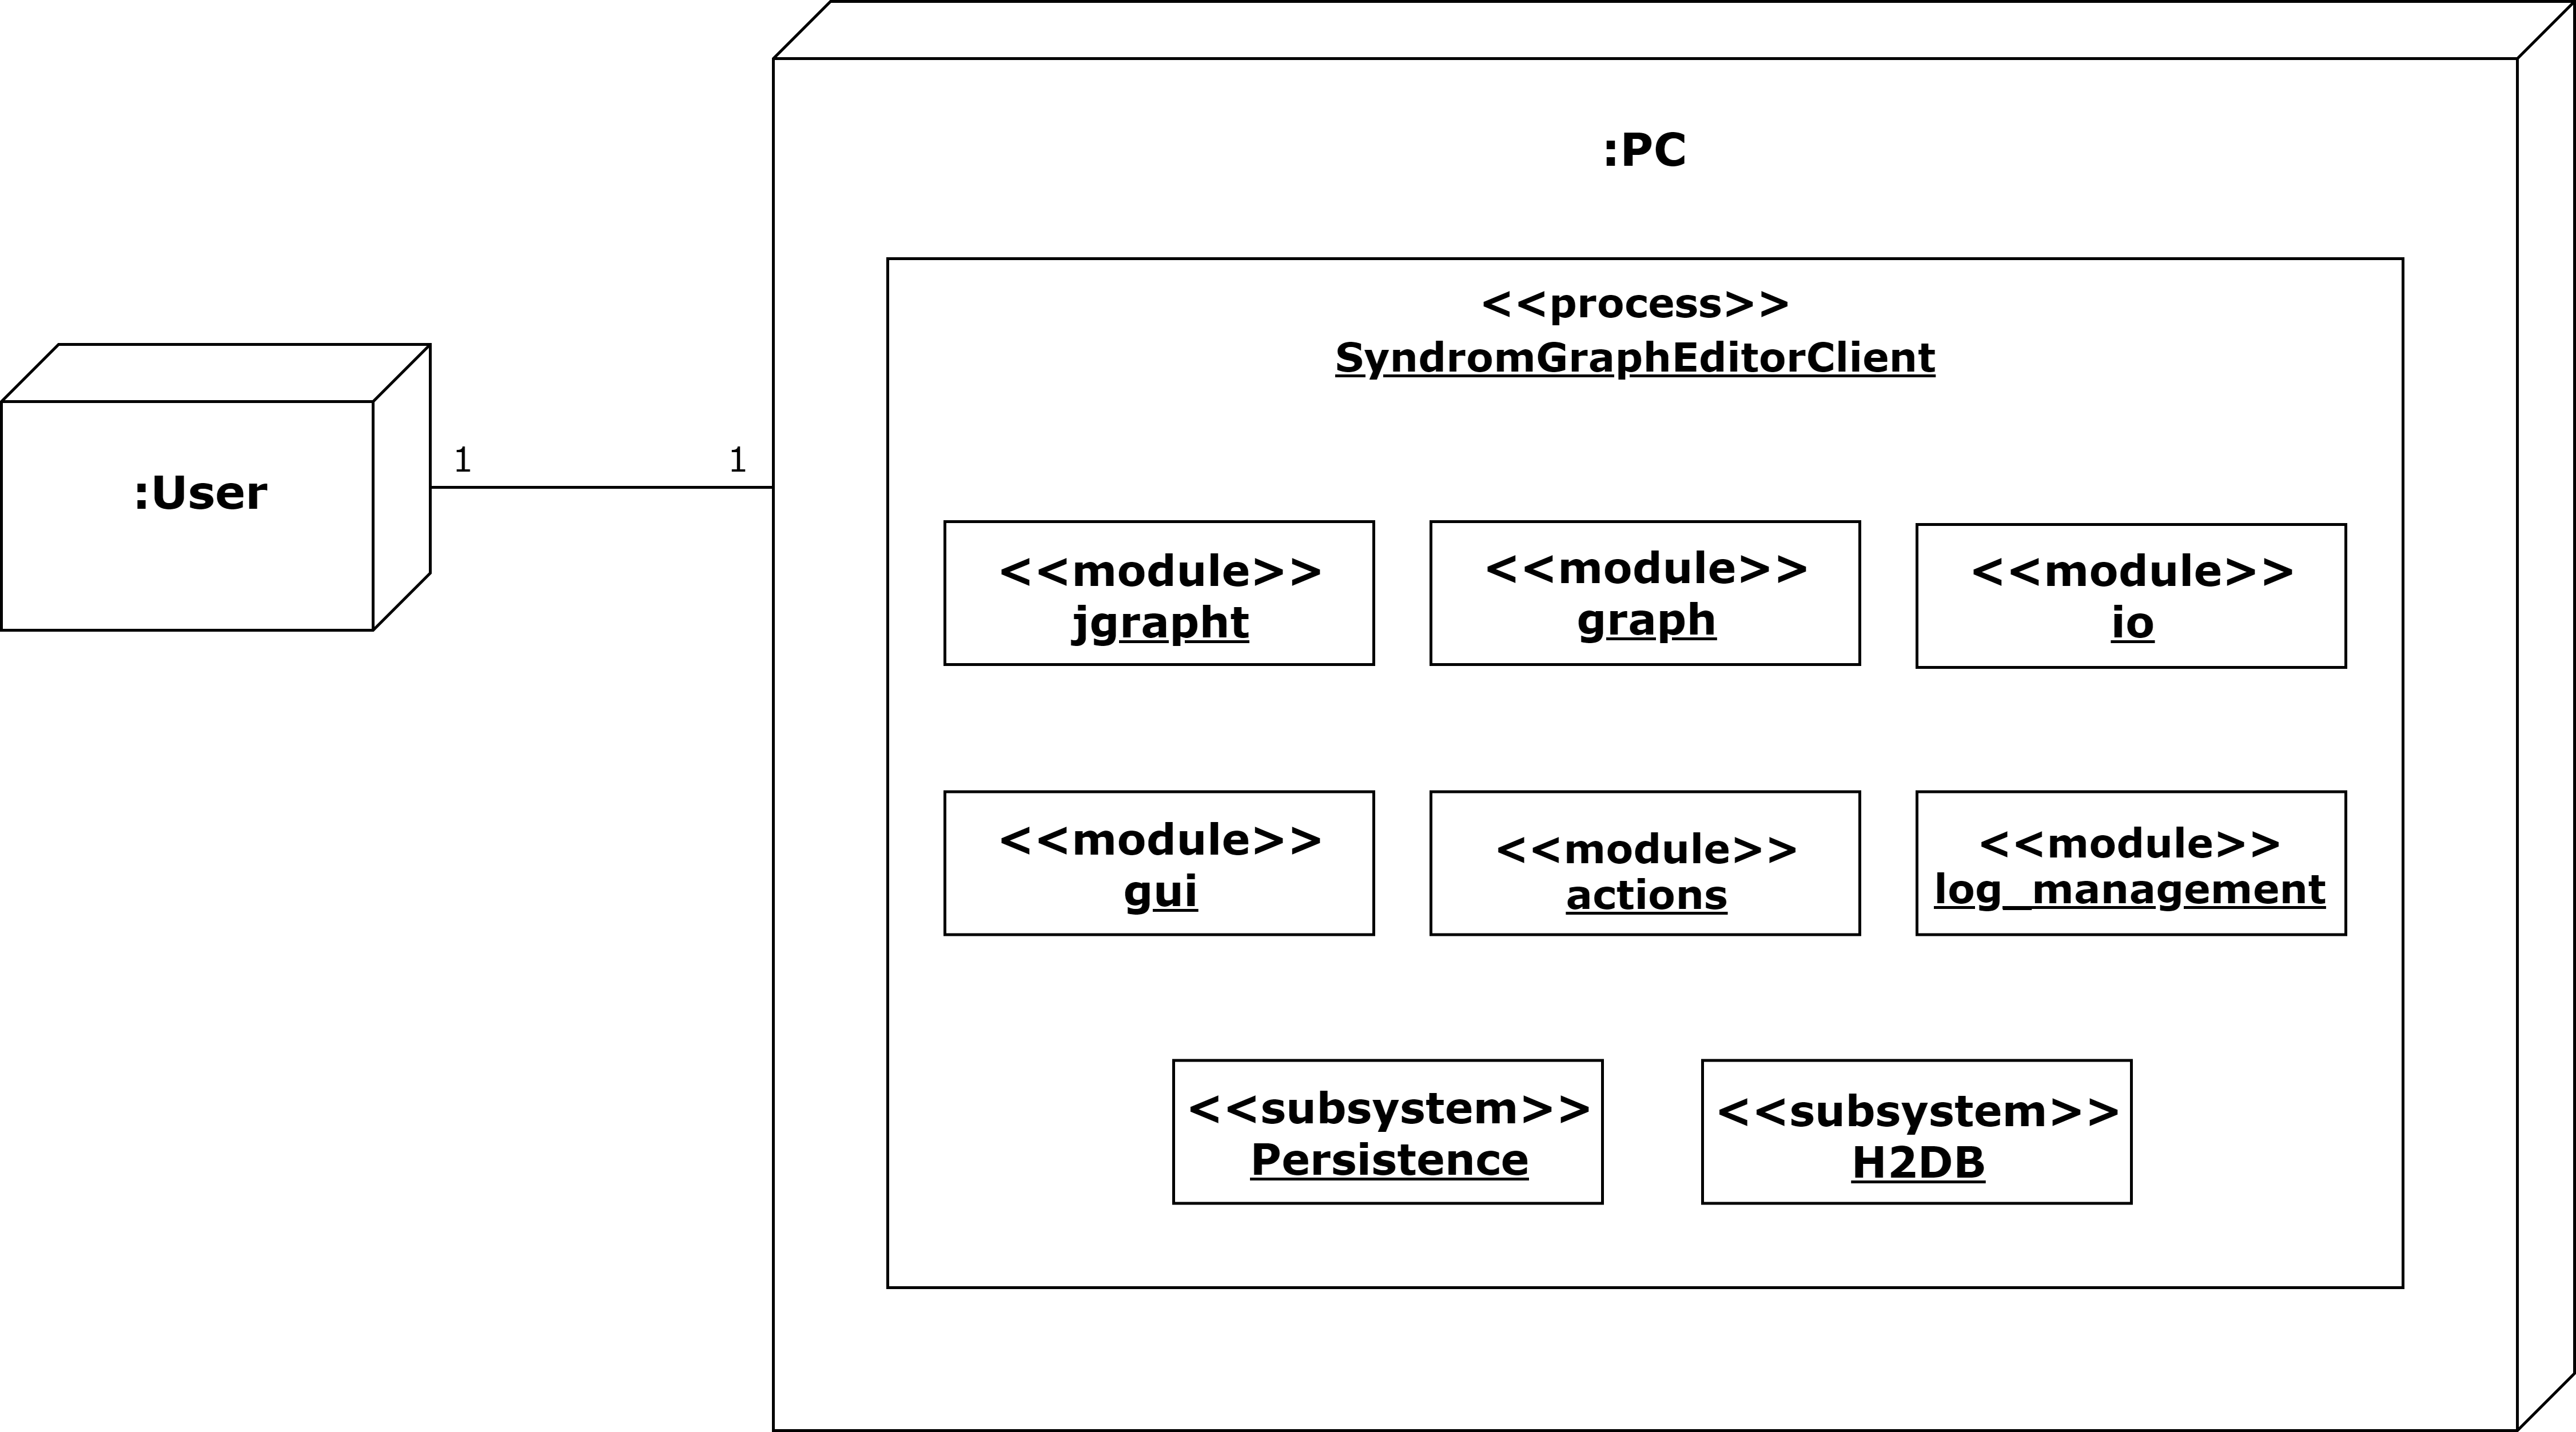 :PC
<<process>>
SyndromGraphEditorClient
:User
1
1
<<module>>
jgrapht
<<module>>
graph
<<module>>
io
<<module>>
gui
<<module>>
actions
<<module>>
log_management
<<subsystem>>
Persistence
<<subsystem>>
H2DB